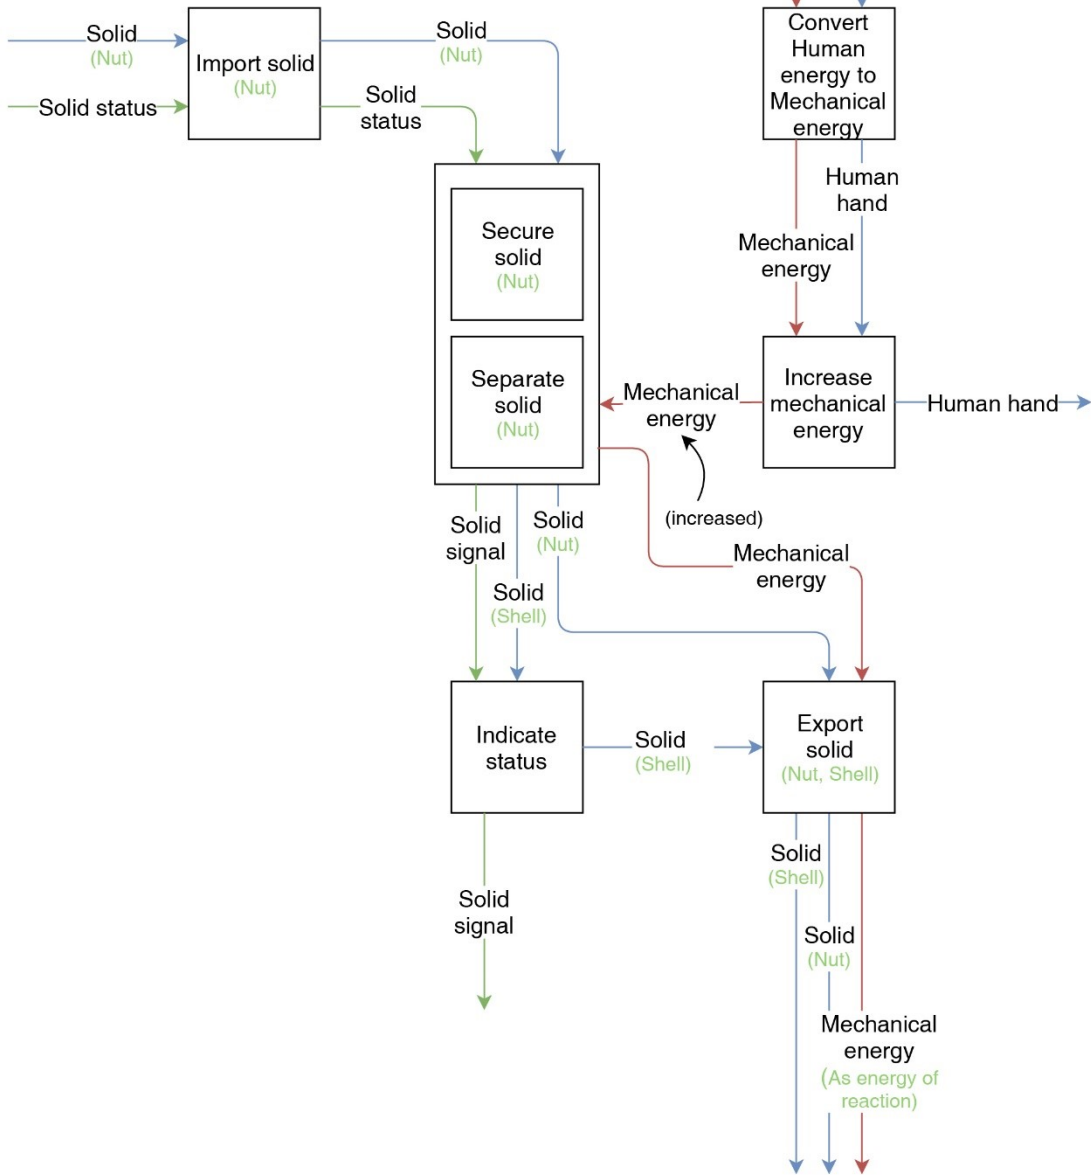 Solid
(Nut)
Solid status
Import solid
(Nut)
Solid
(Nut)
Solid
status
Convert
Human
energy to
Mechanical
energy
Human
hand
Mechanical
energy
Secure
solid
(Nut)
Separate
solid
(Nut)
Mechanical
energy
(increased)
Increase
mechanical
energy
Human hand
Solid
signal
Solid
(Shell)
Solid
(Nut)
Mechanical
energy
Indicate
status
Solid
(Shell)
Export
solid
(Nut, Shell)
Solid
signal
Solid
(Shell)
Solid
(Nut)
Mechanical
energy
(As energy of
reaction)